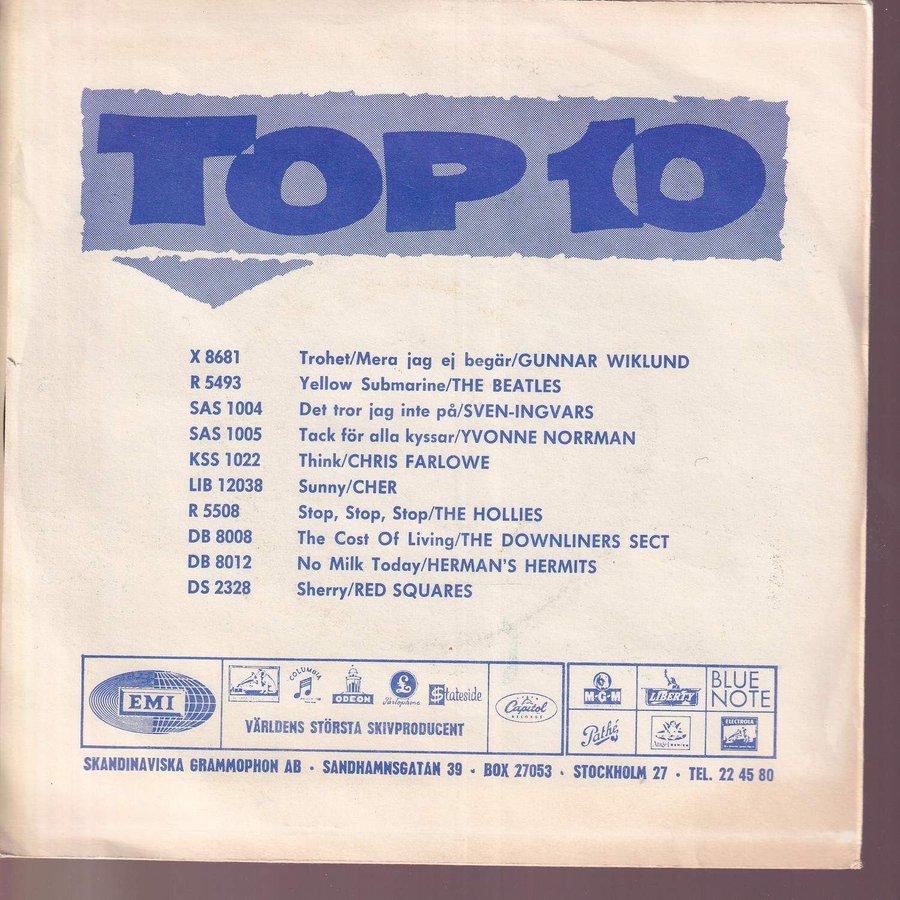 TOP 10
X 8681 Trohet/Mera jag ej begär/GUNNAR WIKLUND
R 5493 Yellow Submarine/THE BEATLES
SAS 1004 Det tror jag inte på/SVEN-INGVARS
SAS 1005 Tack för alla kyssar/YVONNE NORRMAN
KSS 1022 Think/CHRIS FARLOWE
LIB 12038 Sunny/CHER
R 5508 Stop, Stop, Stop/THE HOLLIES
DB 8008 The Cost Of Living/THE DOWNLINERS SECT
DB 8012 No Milk Today/HERMAN'S HERMITS
DS 2328 Sherry/RED SQUARES
EMI
COLUMBIA
ODEON
Parlophone
Stateside
VÄRLDENS STÖRSTA SKIVPRODUCENT
Capitol
RECORDS
M-G-M
LIBERTY
BLUE
NOTE
Pathé
Angel
ELECTROLA
SKANDINAVISKA GRAMMOPHON AB · SANDHAMNSGATAN 39 · BOX 27053 · STOCKHOLM 27 · TEL. 22 45 80